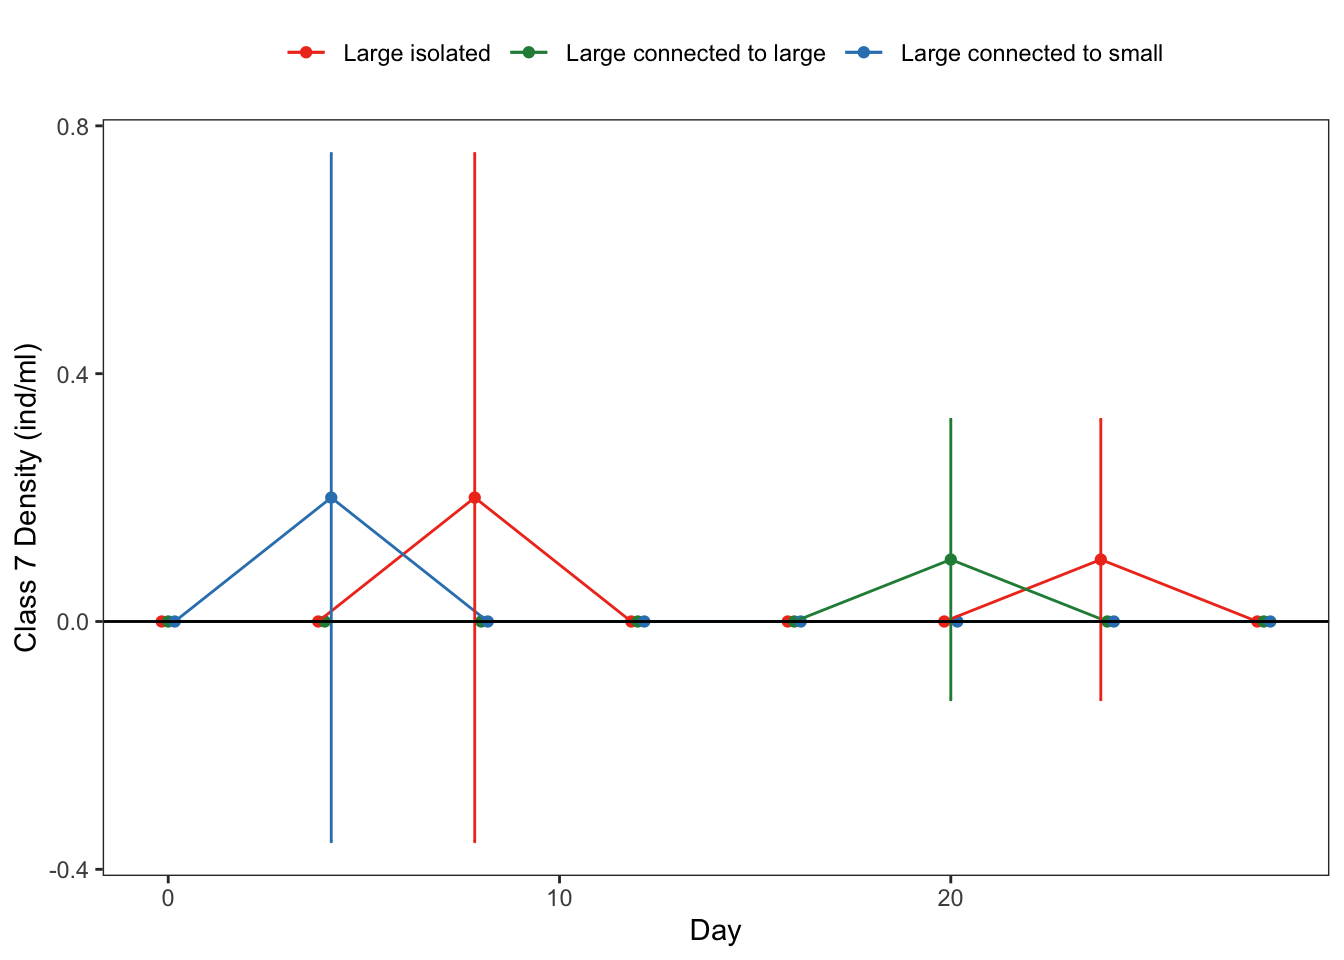 Large isolated Large connected to large Large connected to small
0.8
0.4
0.0
-0.4
Class 7 Density (ind/ml)
0 10 20
Day